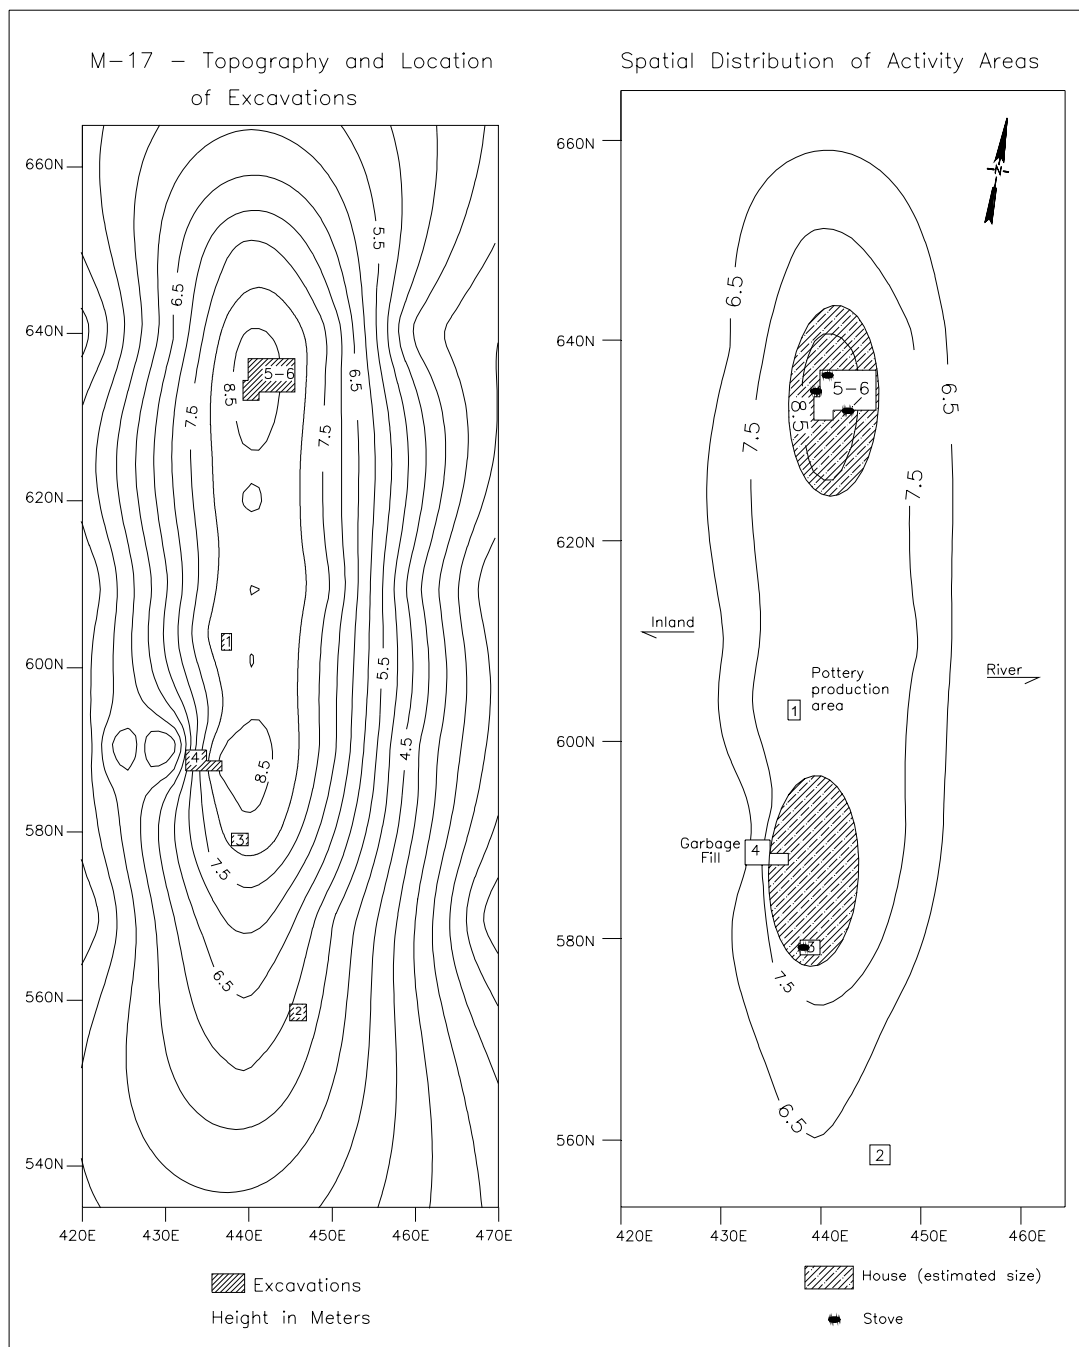 M-17 - Topography and Location
of Excavations
660N
640N
620N
600N
580N
560N
540N
420E 430E 440E 450E 460E 470E
5.5
6.5
8.5
5-6
6.5
7.5
7.5
1
5.5
4.5
4
8.5
3
7.5
6.5
2
Excavations
Height in Meters
Spatial Distribution of Activity Areas
660N
640N
620N
600N
580N
560N
420E 430E 440E 450E 460E
N
6.5
5-6
8.5
6.5
7.5
7.5
Inland
River
Pottery
production
area
1
Garbage
Fill
4
3
7.5
6.5
2
House (estimated size)
Stove